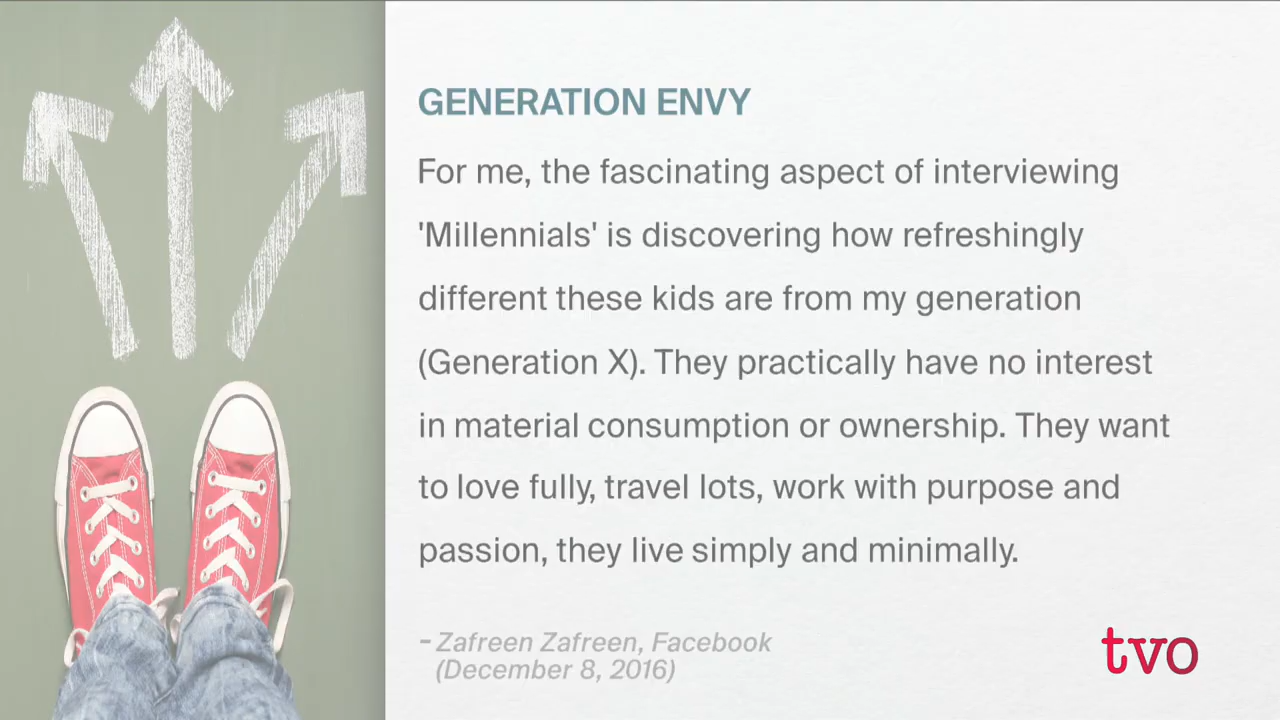 GENERATION ENVY
For me, the fascinating aspect of interviewing
'Millennials' is discovering how refreshingly
different these kids are from my generation
(Generation X). They practically have no interest
in material consumption or ownership. They want
to love fully, travel lots, work with purpose and
passion, they live simply and minimally.
- Zafreen Zafreen, Facebook
(December 8, 2016)
tvo